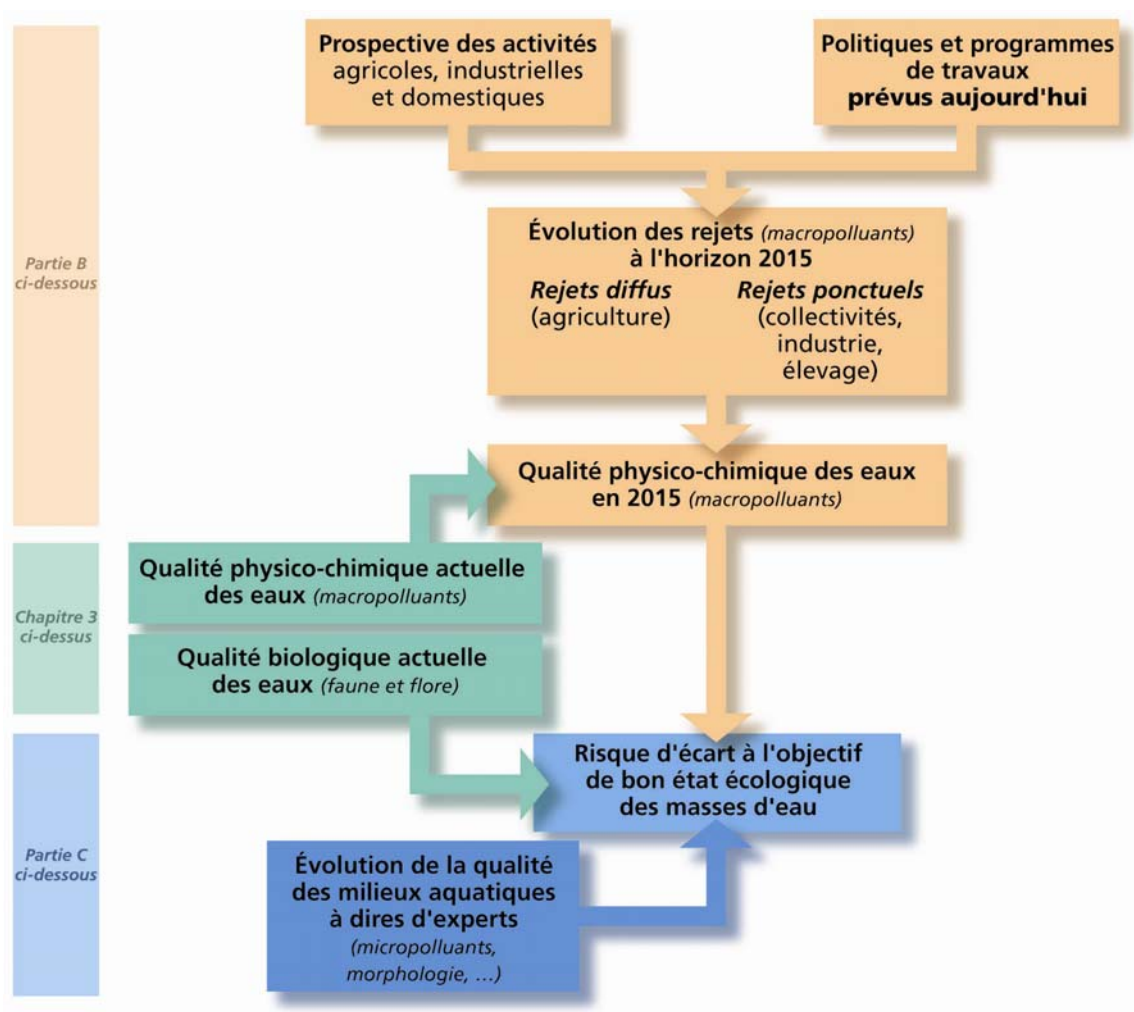 Prospective des activités
agricoles, industrielles
et domestiques
Politiques et programmes
de travaux
prévus aujourd'hui
Partie B
ci-dessous
Évolution des rejets (macropolluants)
à l'horizon 2015
Rejets diffus
(agriculture)
Rejets ponctuels
(collectivités,
industrie,
élevage)
Qualité physico-chimique des eaux
en 2015 (macropolluants)
Chapitre 3
ci-dessus
Qualité physico-chimique actuelle
des eaux (macropolluants)
Qualité biologique actuelle
des eaux (faune et flore)
Partie C
ci-dessous
Risque d'écart à l'objectif
de bon état écologique
des masses d'eau
Évolution de la qualité
des milieux aquatiques
à dires d'experts
(micropolluants,
morphologie, ...)